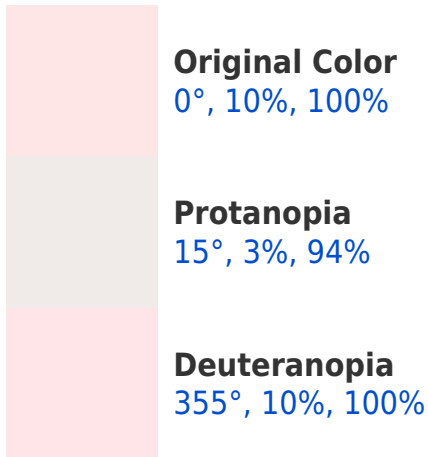 Original Color
0°, 10%, 100%
Protanopia
15°, 3%, 94%
Deuteranopia
355°, 10%, 100%